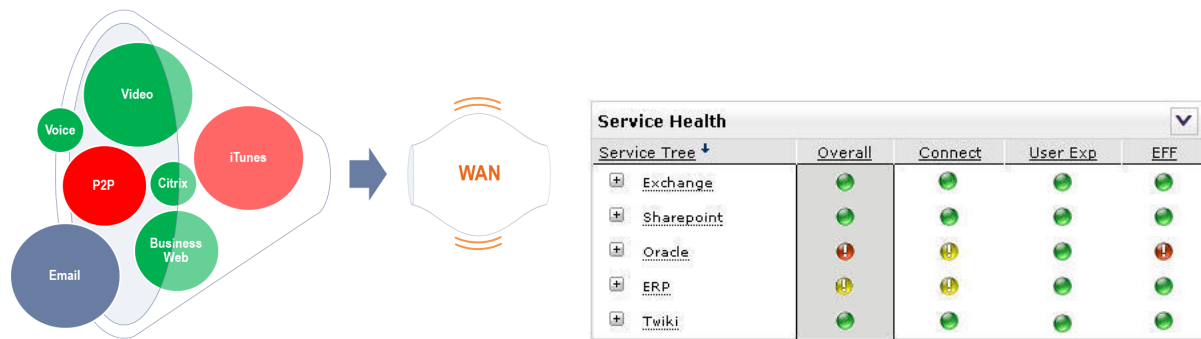 Video
Voice
iTunes
P2P
Citrix
Business
Web
Email
WAN
Service Health
Service Tree Overall Connect User Exp EFF
Exchange
Sharepoint
Oracle
ERP
Twiki